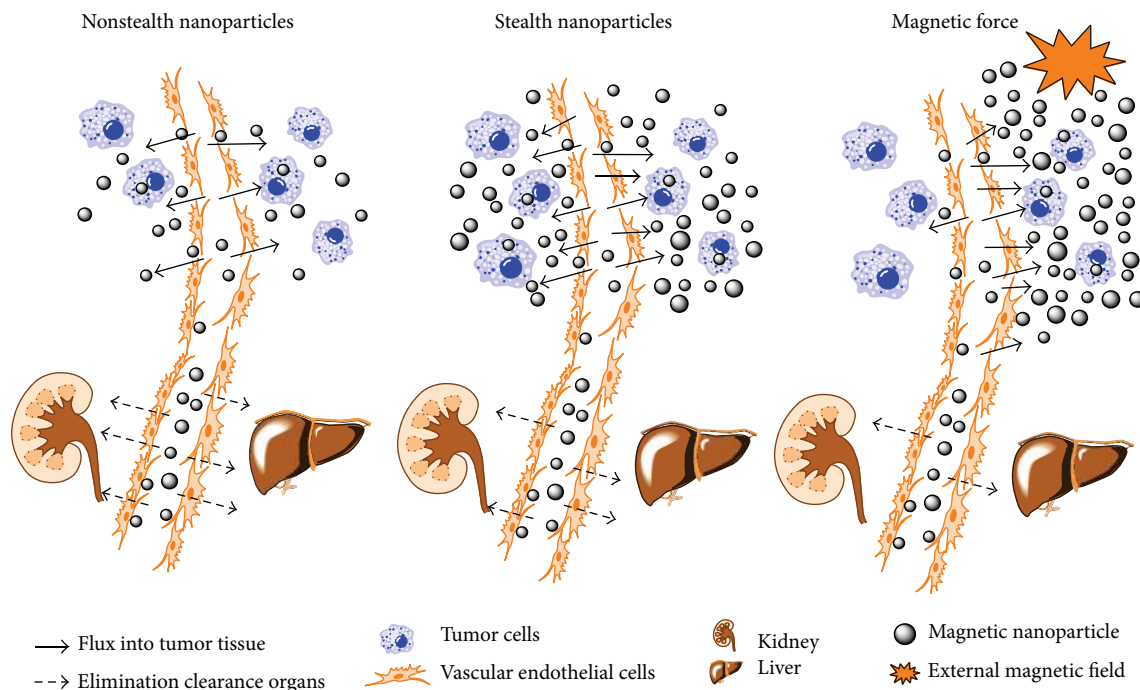 Nonstealth nanoparticles
Stealth nanoparticles
Magnetic force
Flux into tumor tissue
Elimination clearance organs
Tumor cells
Vascular endothelial cells
Kidney
Liver
Magnetic nanoparticle
External magnetic field